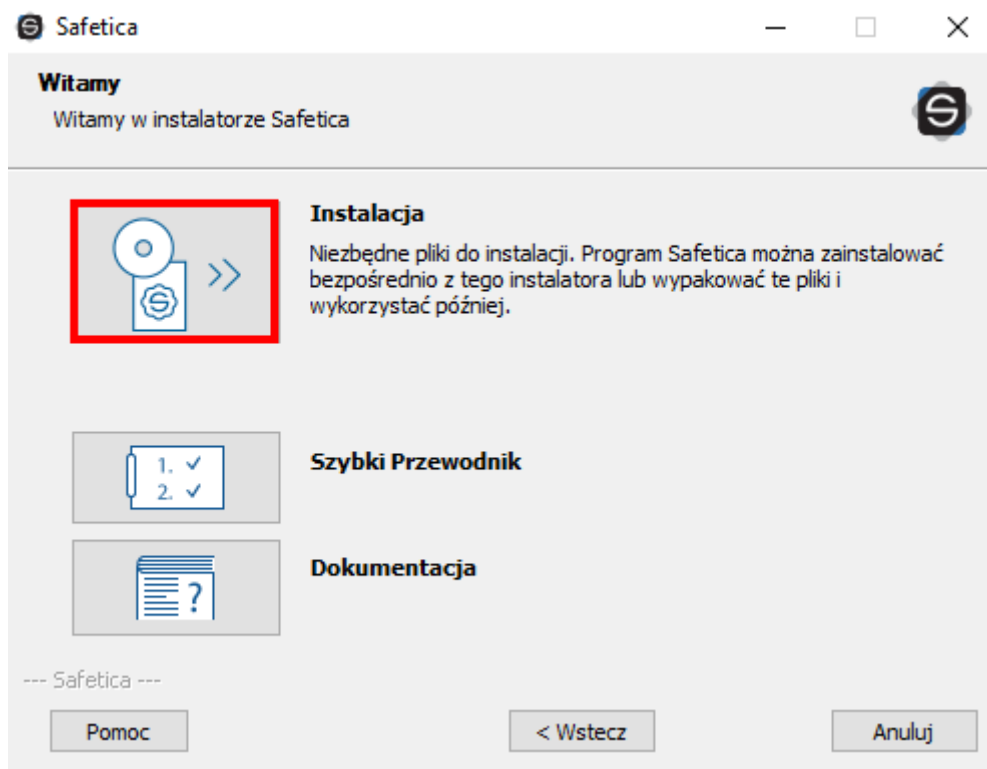 Safetica
Witamy
Witamy w instalatorze Safetica
Instalacja
Niezbędne pliki do instalacji. Program Safetica można zainstalować
bezpośrednio z tego instalatora lub wypakować te pliki i
wykorzystać później.
1.
2.
Szybki Przewodnik
?
Dokumentacja
--- Safetica ---
Pomoc
< Wstecz
Anuluj